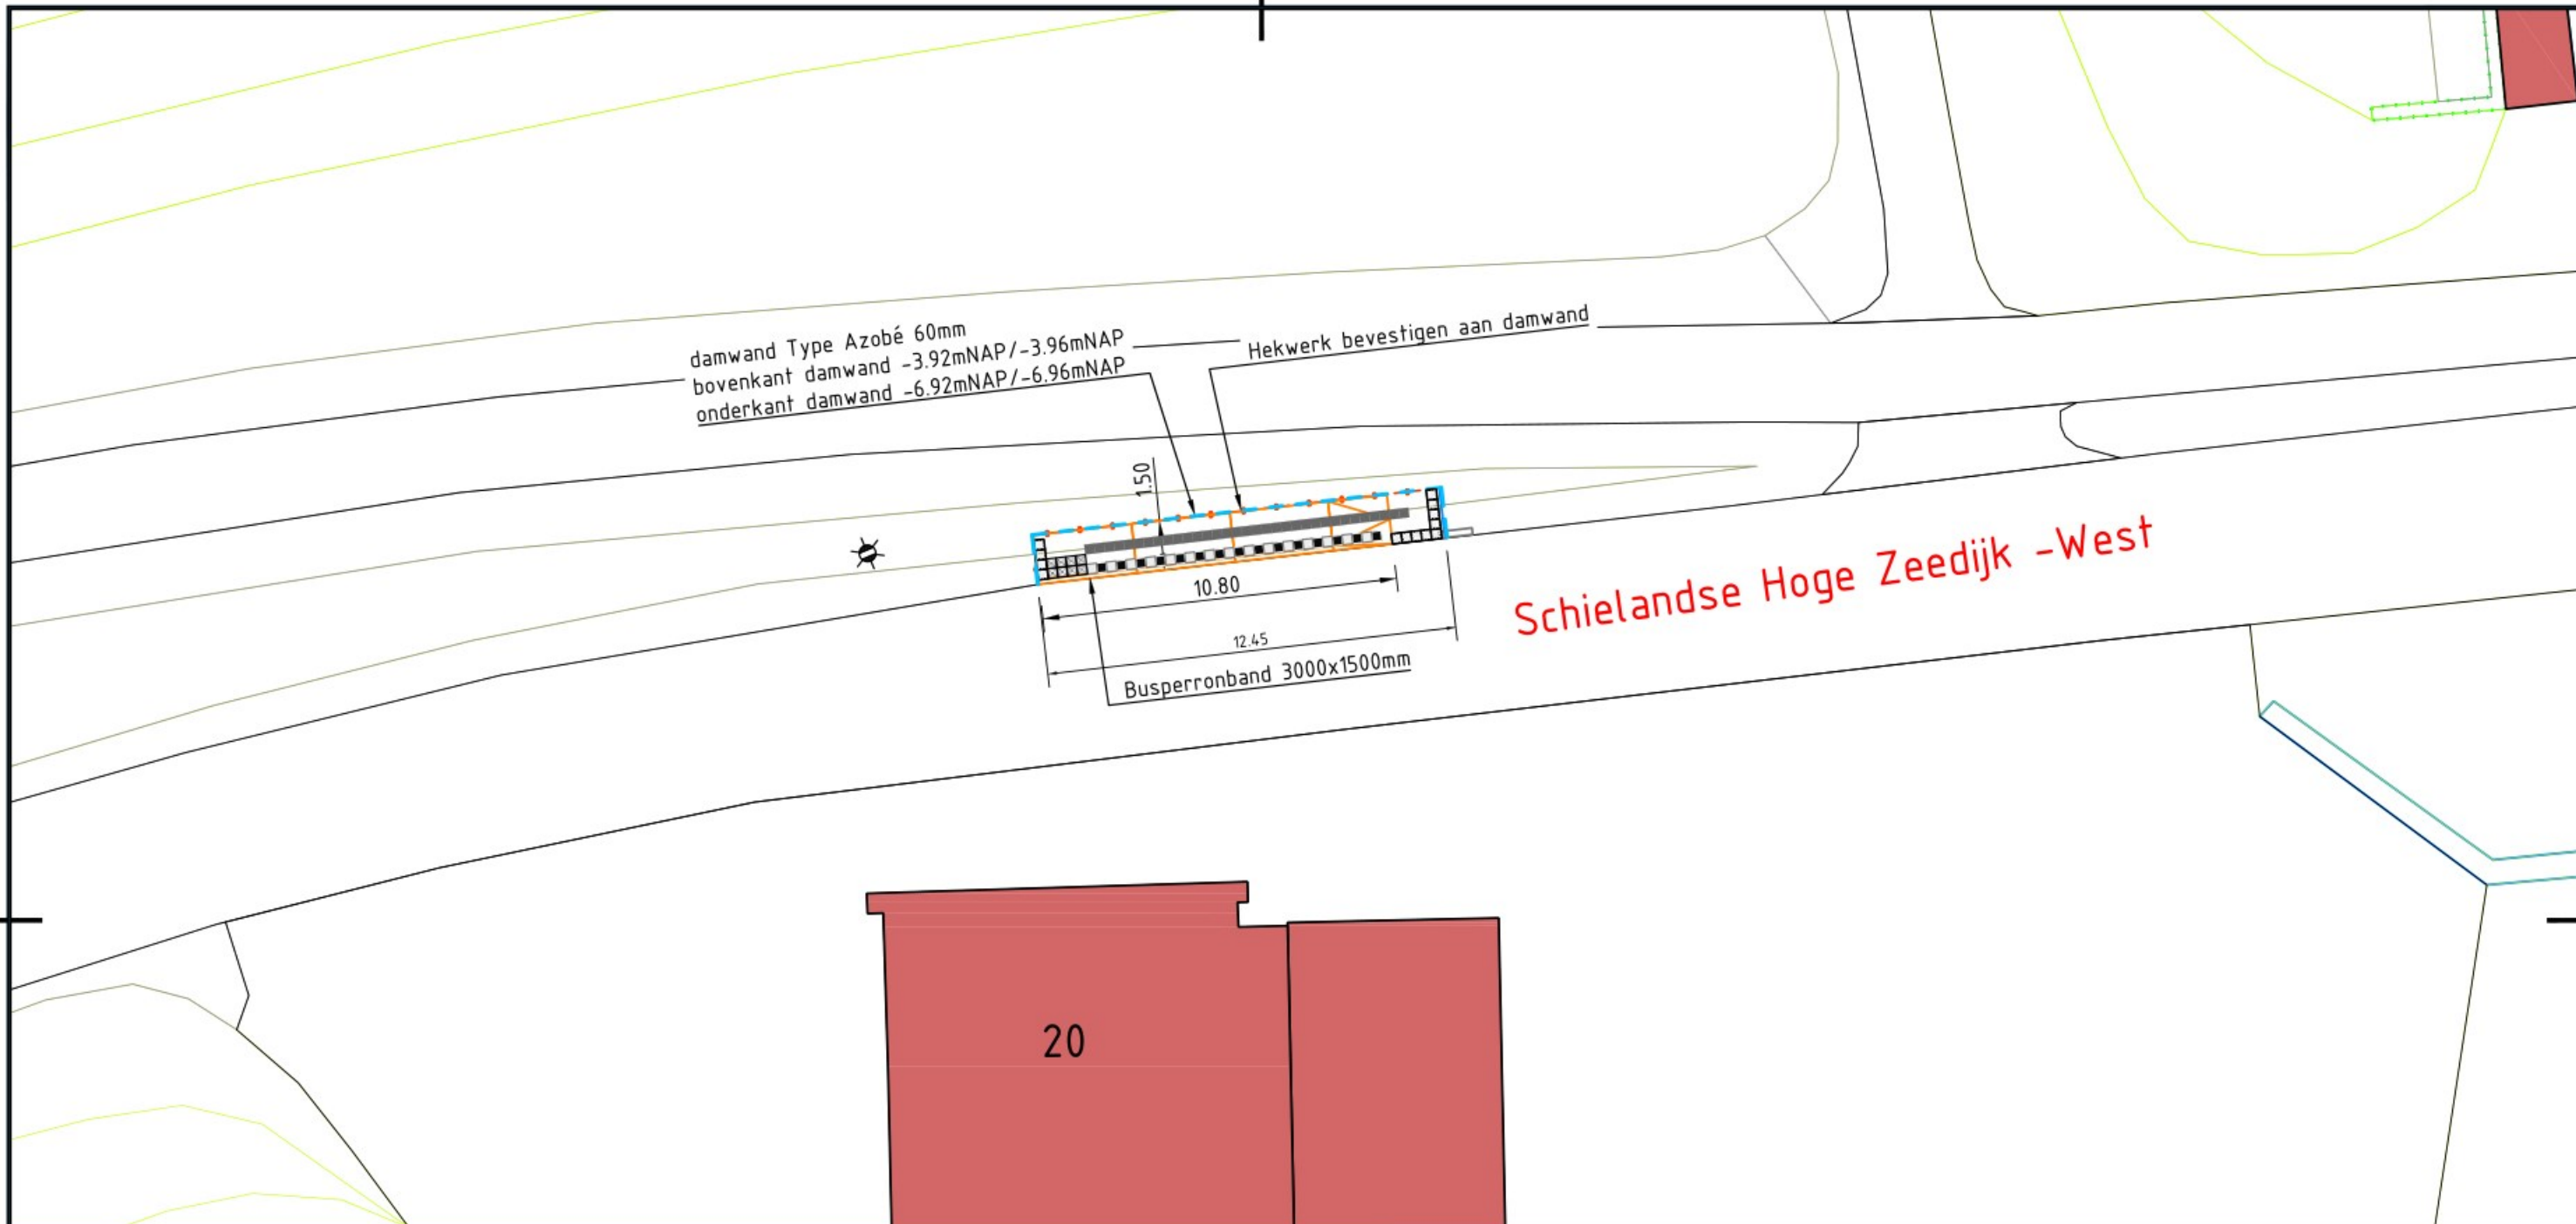 damwand Type Azobé 60mm
bovenkant damwand -3.92mNAP/-3.96mNAP
onderkant damwand -6.92mNAP/-6.96mNAP
Hekwerk bevestigen aan damwand
1.50
10.80
12.45
Busperronband 3000x1500mm
Schielandse Hoge Zeedijk -West
20